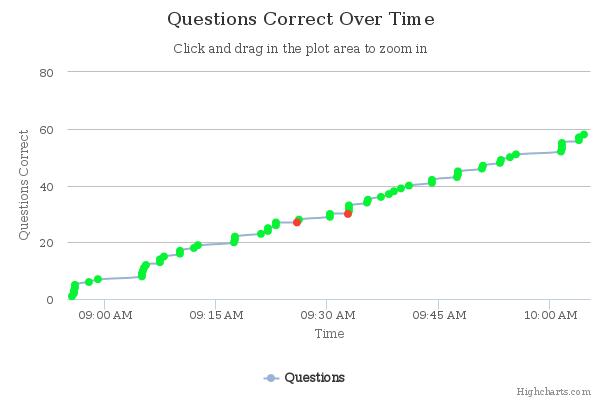 Questions Correct Over Time
Click and drag in the plot area to zoom in
Questions Correct
80
60
40
20
0
09:00 AM
09:15 AM
09:30 AM
09:45 AM
10:00 AM
Time
Questions
Highcharts.com